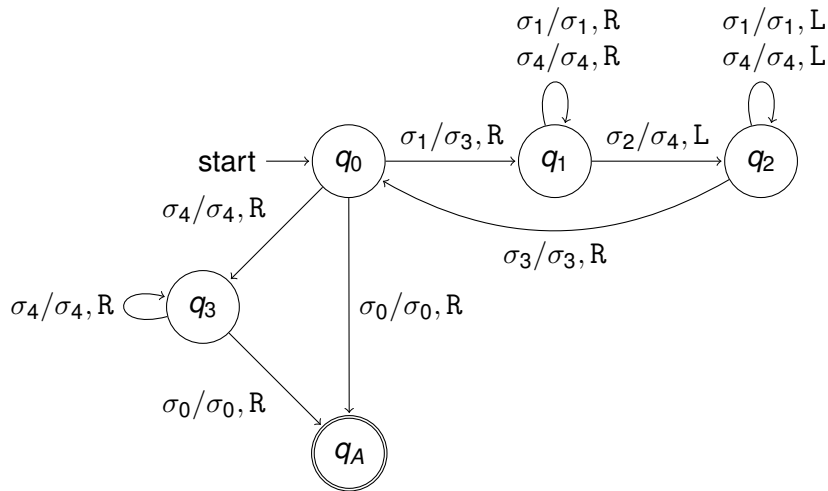 σ₁/σ₁, R
σ₄/σ₄, R
σ₁/σ₁, L
σ₄/σ₄, L
start
q₀
σ₁/σ₃, R
q₁
σ₂/σ₄, L
q₂
σ₄/σ₄, R
σ₃/σ₃, R
σ₄/σ₄, R
q₃
σ₀/σ₀, R
σ₀/σ₀, R
q_A